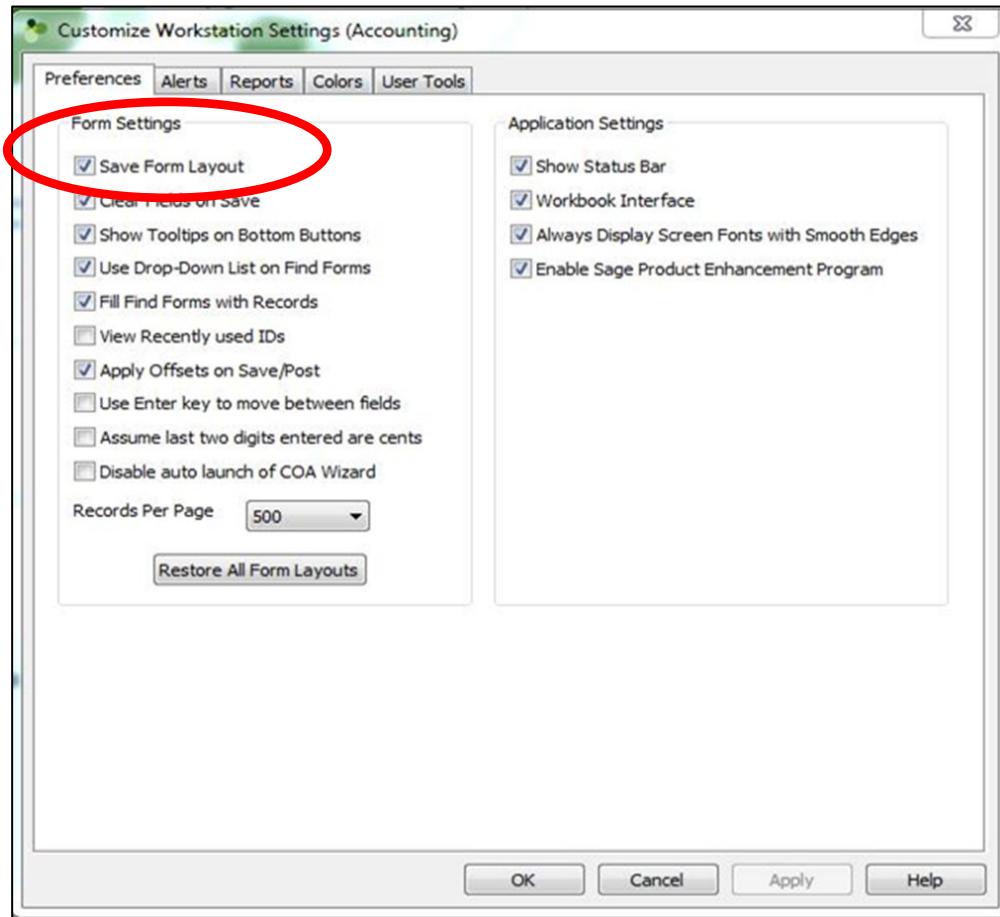 Customize Workstation Settings (Accounting)
Preferences Alerts Reports Colors User Tools
Form Settings
Save Form Layout
Clear Fields on Save
Show Tooltips on Bottom Buttons
Use Drop-Down List on Find Forms
Fill Find Forms with Records
View Recently used IDs
Apply Offsets on Save/Post
Use Enter key to move between fields
Assume last two digits entered are cents
Disable auto launch of COA Wizard
Records Per Page 500
Restore All Form Layouts
Application Settings
Show Status Bar
Workbook Interface
Always Display Screen Fonts with Smooth Edges
Enable Sage Product Enhancement Program
OK Cancel Apply Help